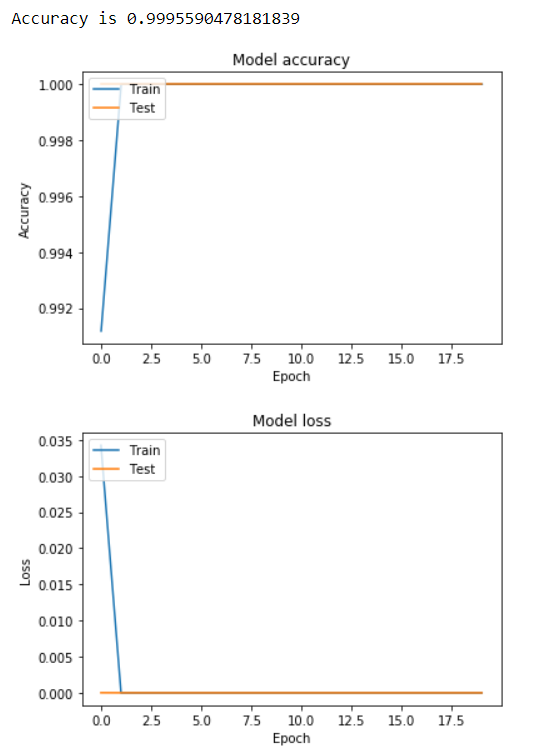 Accuracy is 0.9995590478181839
Model accuracy
1.000
0.998
0.996
0.994
0.992
Accuracy
Train
Test
0.0 2.5 5.0 7.5 10.0 12.5 15.0 17.5
Epoch
Model loss
0.035
0.030
0.025
0.020
0.015
0.010
0.005
0.000
Loss
Train
Test
0.0 2.5 5.0 7.5 10.0 12.5 15.0 17.5
Epoch